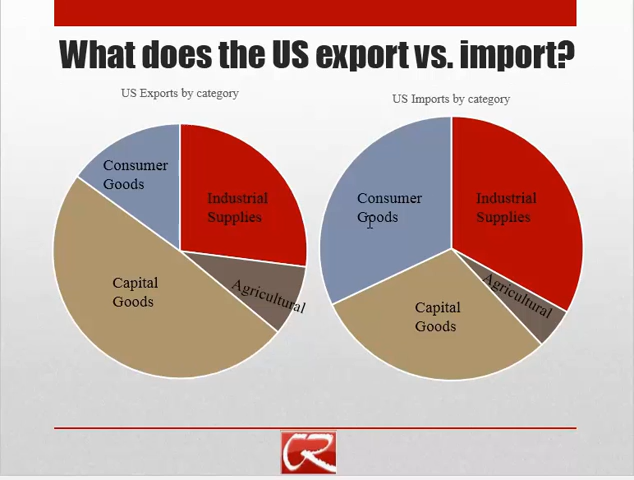 What does the US export vs. import?
US Exports by category
Consumer
Goods
Industrial
Supplies
Agricultural
Capital
Goods
US Imports by category
Consumer
Goods
Industrial
Supplies
Agricultural
Capital
Goods
CR